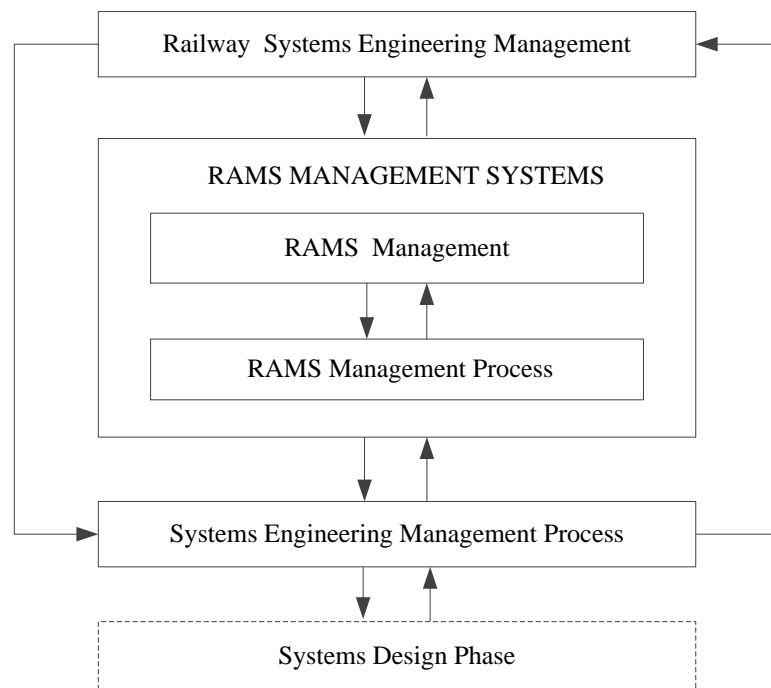 Railway Systems Engineering Management
RAMS MANAGEMENT SYSTEMS
RAMS Management
RAMS Management Process
Systems Engineering Management Process
Systems Design Phase